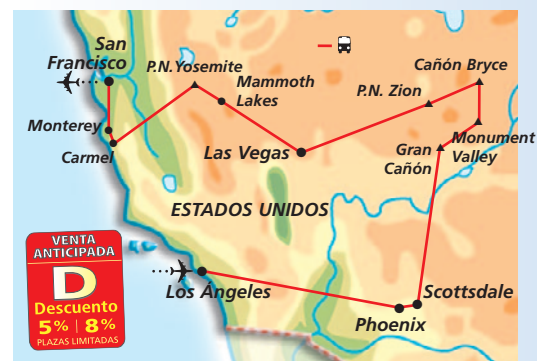 San
Francisco
P.N. Yosemite
Mammoth
Lakes
Cañón Bryce
P.N. Zion
Monterey
Carmel
Las Vegas
Gran
Cañón
Monument
Valley
ESTADOS UNIDOS
VENTA
ANTICIPADA
D
Descuento
5% | 8%
PLAZAS LIMITADAS
Los Ángeles
Scottsdale
Phoenix